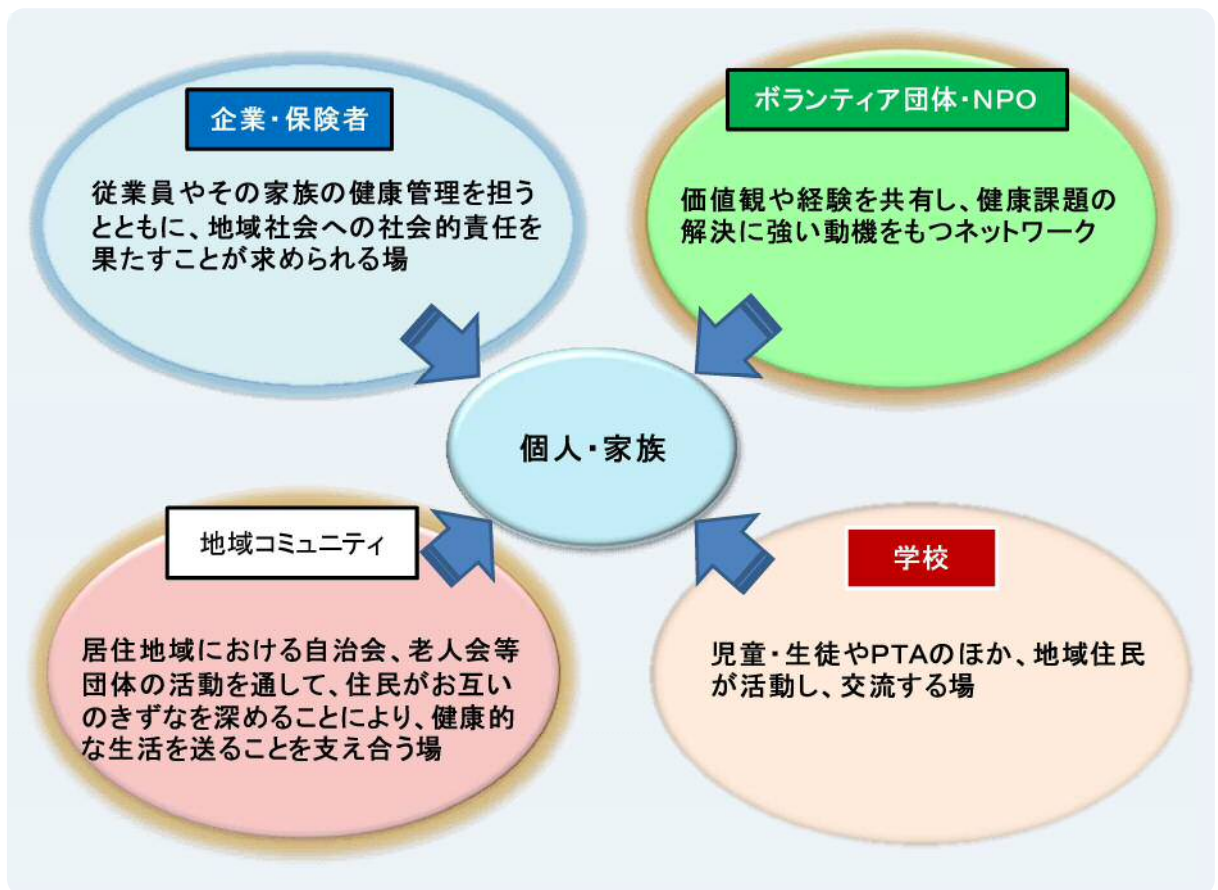 企業・保険者
従業員やその家族の健康管理を担う
とともに、地域社会への社会的責任を
果たすことが求められる場
ボランティア団体・NPO
価値観や経験を共有し、健康課題の
解決に強い動機をもつネットワーク
個人・家族
地域コミュニティ
居住地域における自治会、老人会等
団体の活動を通して、住民がお互い
のきずなを深めることにより、健康的
な生活を送ることを支え合う場
学校
児童・生徒やPTAのほか、地域住民
が活動し、交流する場